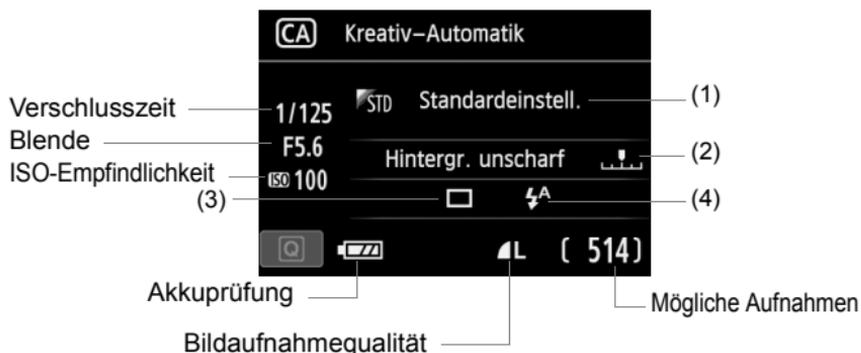 CA Kreativ–Automatik
Verschlusszeit 1/125 STD Standardeinstell. (1)
Blende F5.6 Hintergr. unscharf (2)
ISO-Empfindlichkeit ISO 100
(3) A (4)
Q L ( 514)
Akkuprüfung Mögliche Aufnahmen
Bildaufnahmequalität